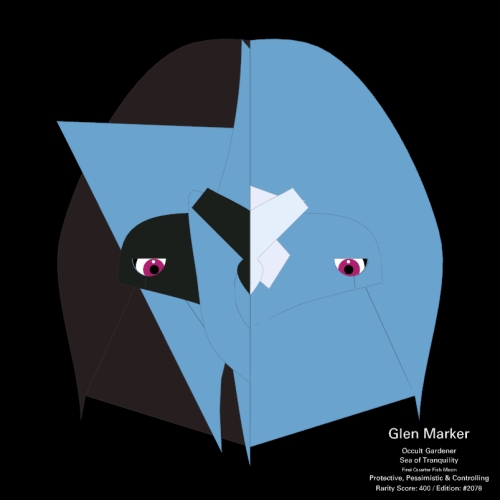 Glen Marker
Occult Gardener
Sea of Tranquility
First Quarter Fish Moon
Protective, Pessimistic & Controlling
Rarity Score: 400 / Edition: #2078